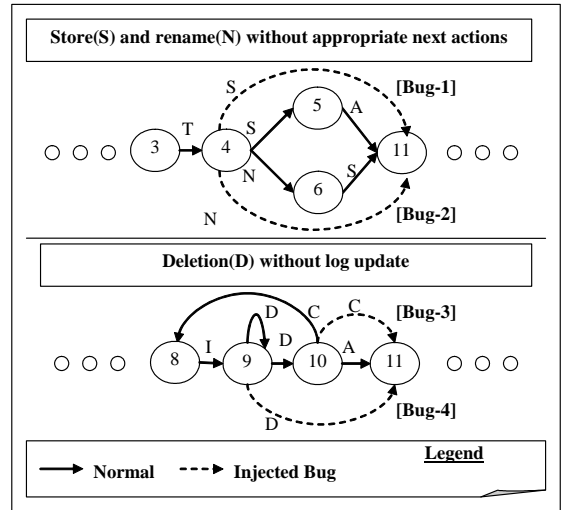 Store(S) and rename(N) without appropriate next actions
S
[Bug-1]
5
A
T
S
3
4
11
N
S
6
N
[Bug-2]
Deletion(D) without log update
D
C
C
[Bug-3]
I
D
A
8
9
10
11
D
[Bug-4]
Legend
Normal
Injected Bug